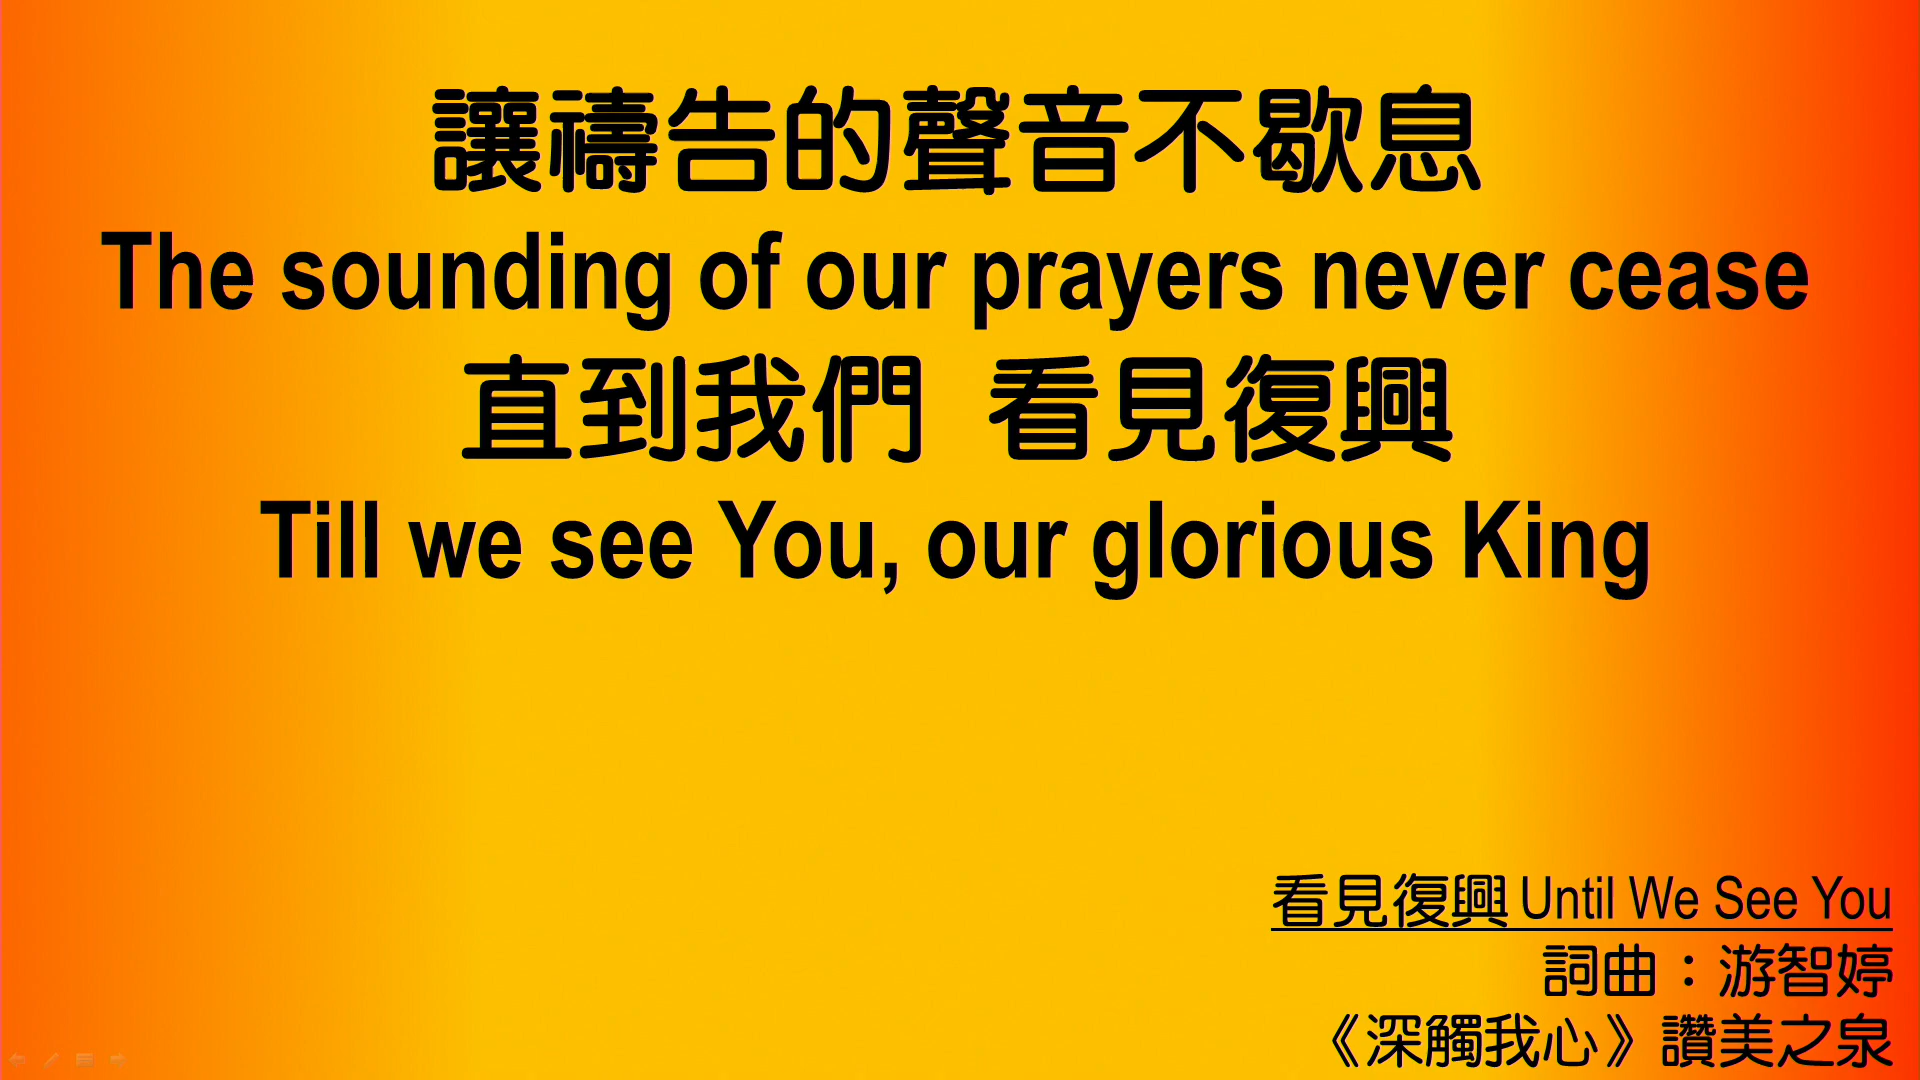 讓禱告的聲音不歇息
The sounding of our prayers never cease
直到我們 看見復興
Till we see You, our glorious King
看見復興 Until We See You
詞曲：游智婷
《深觸我心》讚美之泉